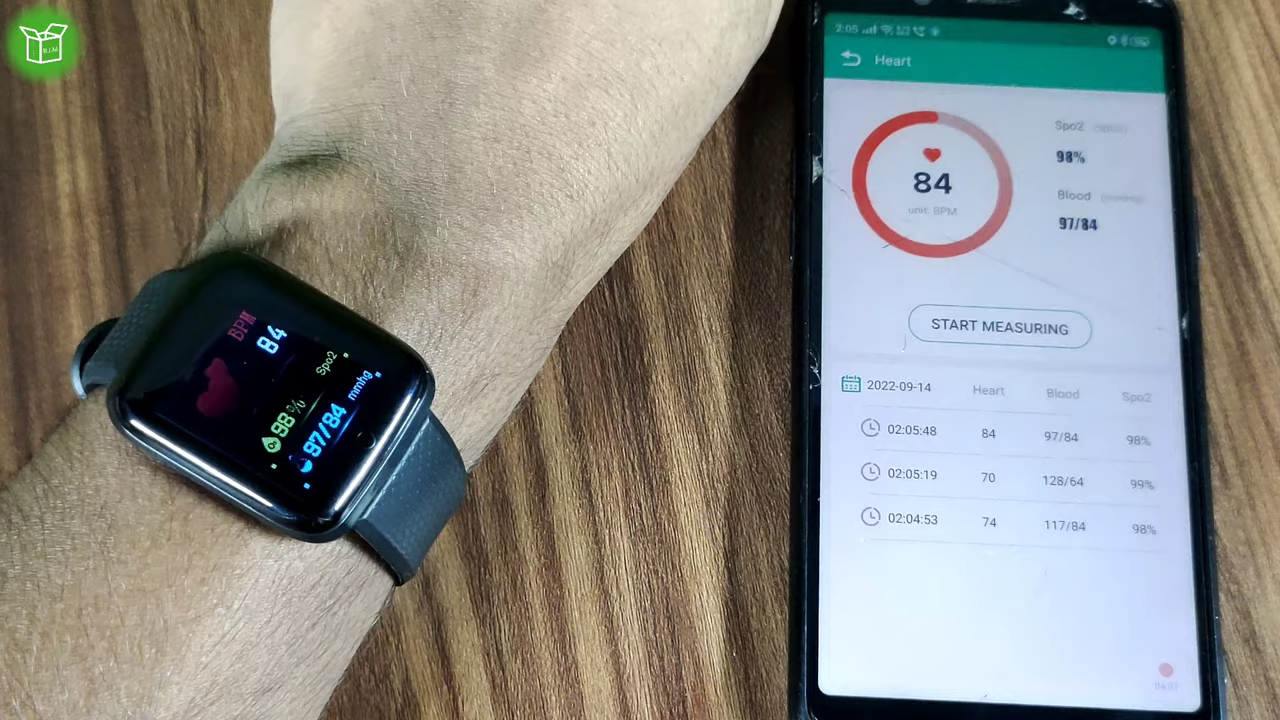 RIM
BPM
84
98% Spo2
97/84 mmhg
2:05
Heart
84
unit: BPM
Spo2
98%
Blood (mmHg)
97/84
START MEASURING
2022-09-14 Heart Blood Spo2
02:05:48 84 97/84 98%
02:05:19 70 128/64 99%
02:04:53 74 117/84 98%